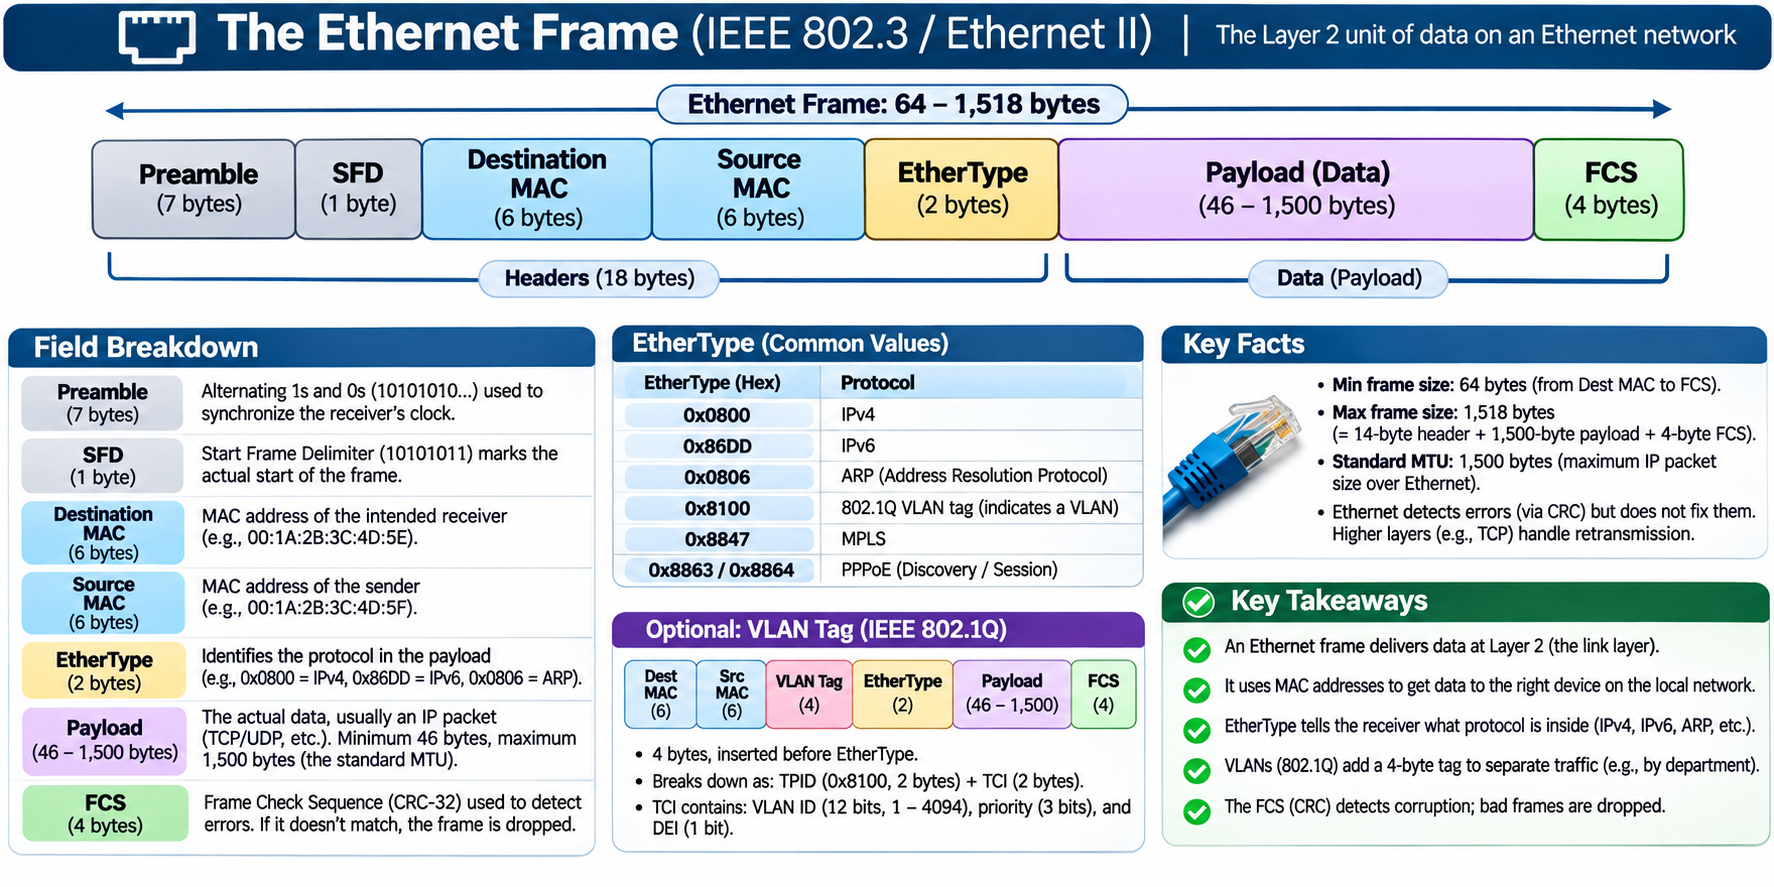 The Ethernet Frame (IEEE 802.3 / Ethernet II) | The Layer 2 unit of data on an Ethernet network
Ethernet Frame: 64 – 1,518 bytes
Preamble
(7 bytes)
SFD
(1 byte)
Destination
MAC
(6 bytes)
Source
MAC
(6 bytes)
EtherType
(2 bytes)
Payload (Data)
(46 – 1,500 bytes)
FCS
(4 bytes)
Headers (18 bytes)
Data (Payload)
Field Breakdown
Preamble
(7 bytes)
Alternating 1s and 0s (10101010...) used to
synchronize the receiver's clock.
SFD
(1 byte)
Start Frame Delimiter (10101011) marks the
actual start of the frame.
Destination
MAC
(6 bytes)
MAC address of the intended receiver
(e.g., 00:1A:2B:3C:4D:5E).
Source
MAC
(6 bytes)
MAC address of the sender
(e.g., 00:1A:2B:3C:4D:5F).
EtherType
(2 bytes)
Identifies the protocol in the payload
(e.g., 0x0800 = IPv4, 0x86DD = IPv6, 0x0806 = ARP).
Payload
(46 – 1,500 bytes)
The actual data, usually an IP packet
(TCP/UDP, etc.). Minimum 46 bytes, maximum
1,500 bytes (the standard MTU).
FCS
(4 bytes)
Frame Check Sequence (CRC-32) used to detect
errors. If it doesn't match, the frame is dropped.
EtherType (Common Values)
EtherType (Hex) Protocol
0x0800 IPv4
0x86DD IPv6
0x0806 ARP (Address Resolution Protocol)
0x8100 802.1Q VLAN tag (indicates a VLAN)
0x8847 MPLS
0x8863 / 0x8864 PPPoE (Discovery / Session)
Optional: VLAN Tag (IEEE 802.1Q)
Dest
MAC
(6)
Src
MAC
(6)
VLAN Tag
(4)
EtherType
(2)
Payload
(46 – 1,500)
FCS
(4)
• 4 bytes, inserted before EtherType.
• Breaks down as: TPID (0x8100, 2 bytes) + TCI (2 bytes).
• TCI contains: VLAN ID (12 bits, 1 – 4094), priority (3 bits), and
DEI (1 bit).
Key Facts
• Min frame size: 64 bytes (from Dest MAC to FCS).
• Max frame size: 1,518 bytes
(= 14-byte header + 1,500-byte payload + 4-byte FCS).
• Standard MTU: 1,500 bytes (maximum IP packet
size over Ethernet).
• Ethernet detects errors (via CRC) but does not fix them.
Higher layers (e.g., TCP) handle retransmission.
Key Takeaways
An Ethernet frame delivers data at Layer 2 (the link layer).
It uses MAC addresses to get data to the right device on the local network.
EtherType tells the receiver what protocol is inside (IPv4, IPv6, ARP, etc.).
VLANs (802.1Q) add a 4-byte tag to separate traffic (e.g., by department).
The FCS (CRC) detects corruption; bad frames are dropped.